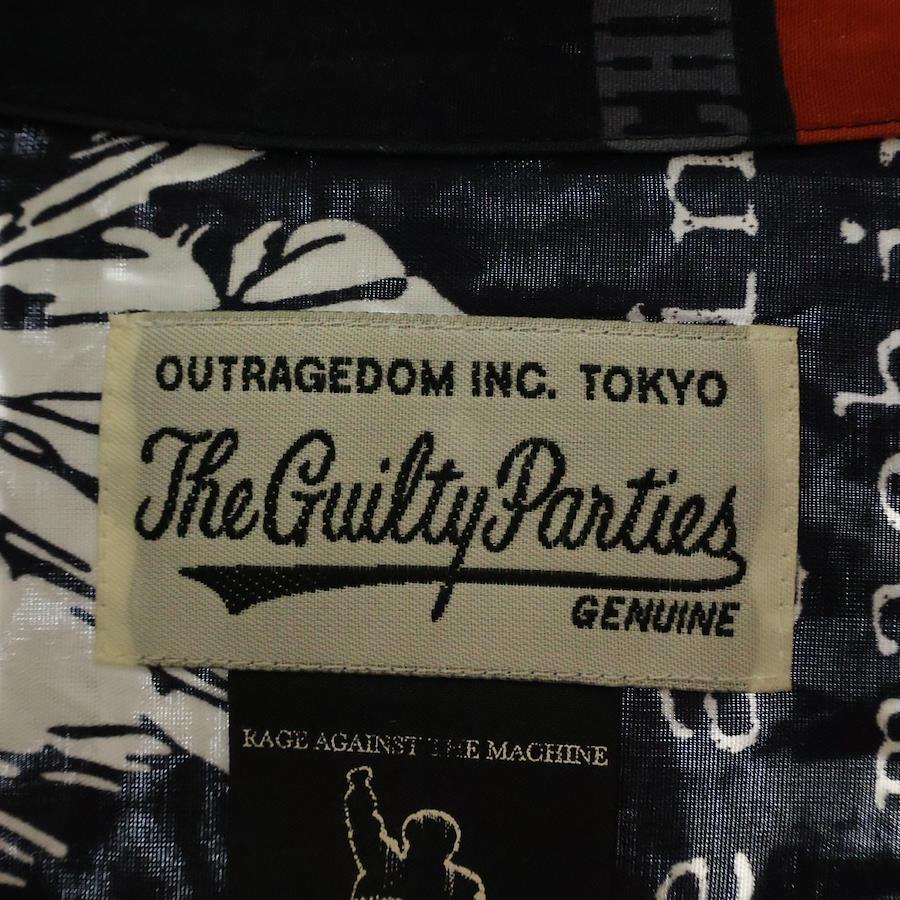 OUTRAGEDOM INC. TOKYO
The Guilty Parties
GENUINE
RAGE AGAINST THE MACHINE